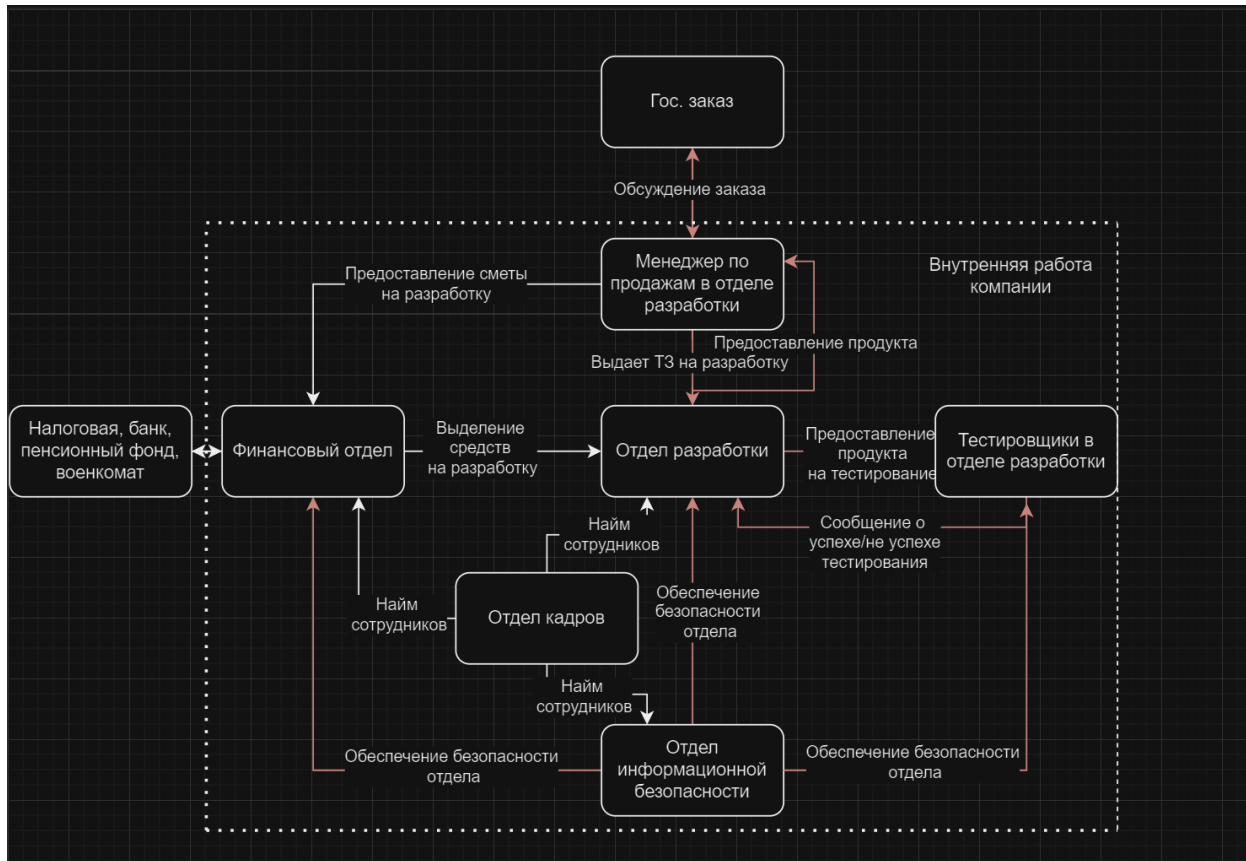 Гос. заказ
Обсуждение заказа
Менеджер по
продажам в отделе
разработки
Внутренняя работа
компании
Предоставление сметы
на разработку
Предоставление продукта
Выдает ТЗ на разработку
Налоговая, банк,
пенсионный фонд,
военкомат
Финансовый отдел
Выделение
средств
на разработку
Отдел разработки
Предоставление
продукта
на тестирование
Тестировщики в
отделе разработки
Найм
сотрудников
Сообщение о
успехе/не успехе
тестирования
Найм
сотрудников
Отдел кадров
Обеспечение
безопасности
отдела
Найм
сотрудников
Обеспечение безопасности
отдела
Отдел
информационной
безопасности
Обеспечение безопасности
отдела